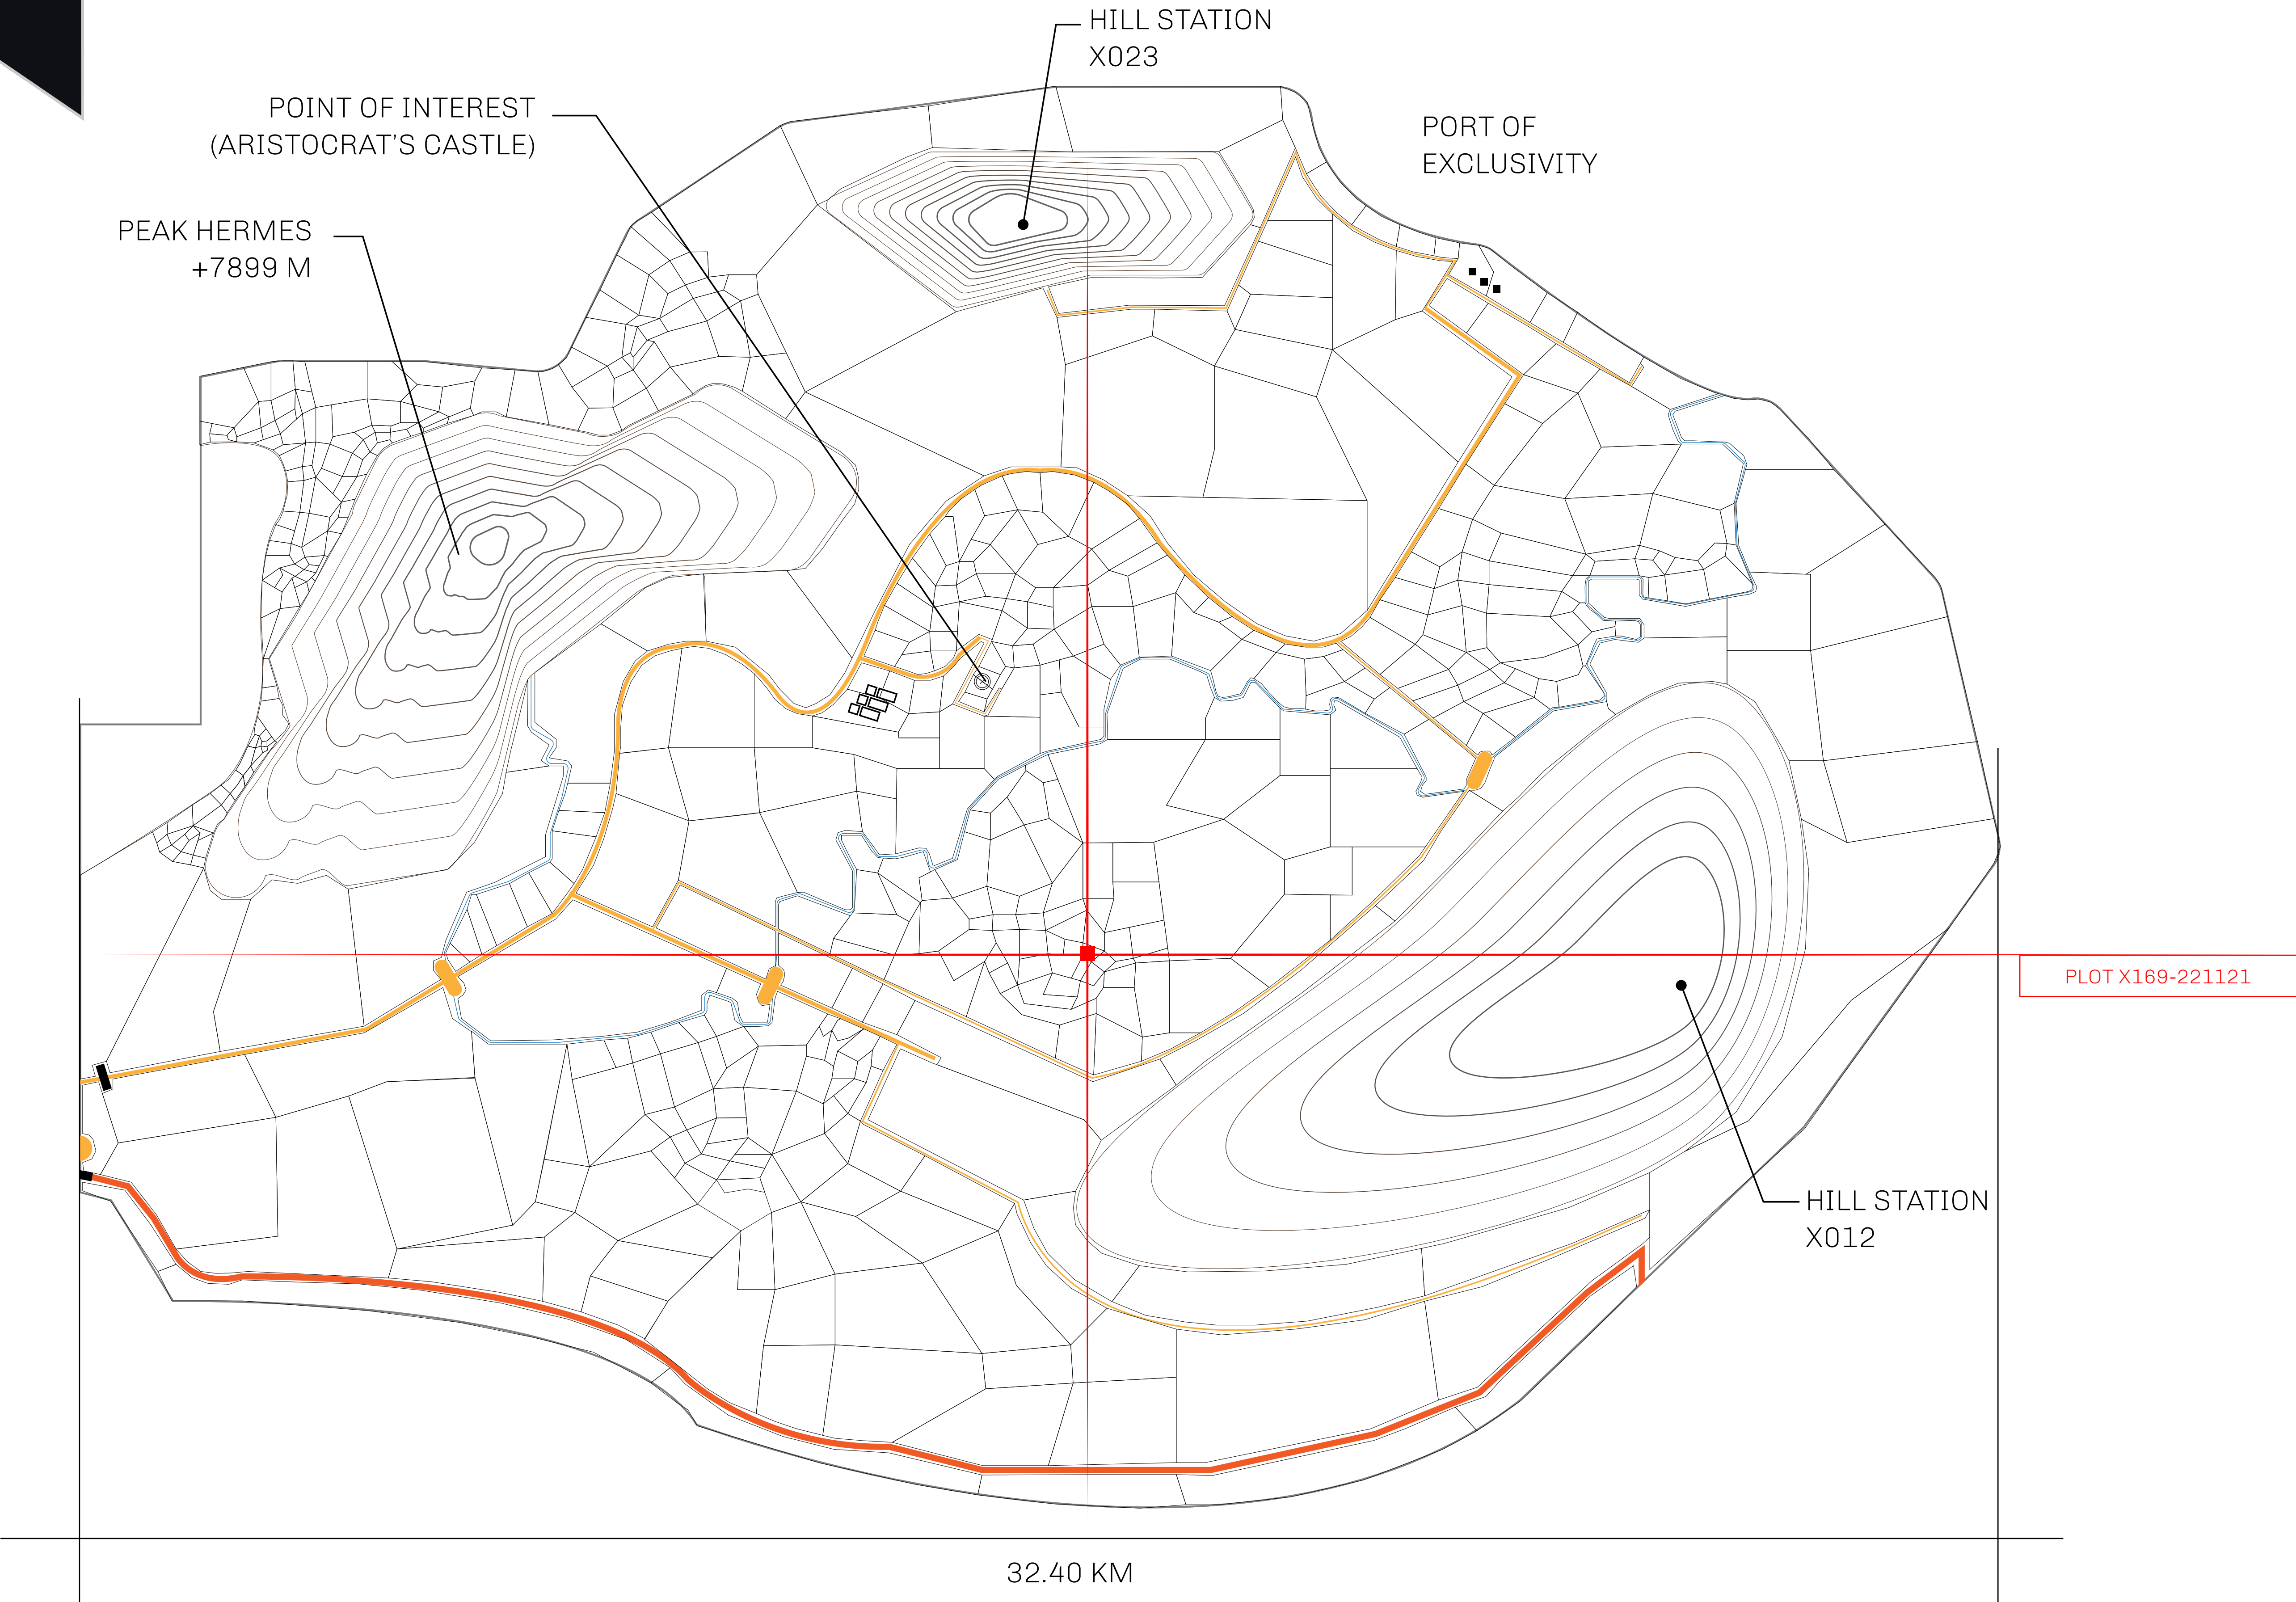 HILL STATION
X023
POINT OF INTEREST
(ARISTOCRAT'S CASTLE)
PORT OF
EXCLUSIVITY
PEAK HERMES
+7899 M
PLOT X169-221121
HILL STATION
X012
32.40 KM